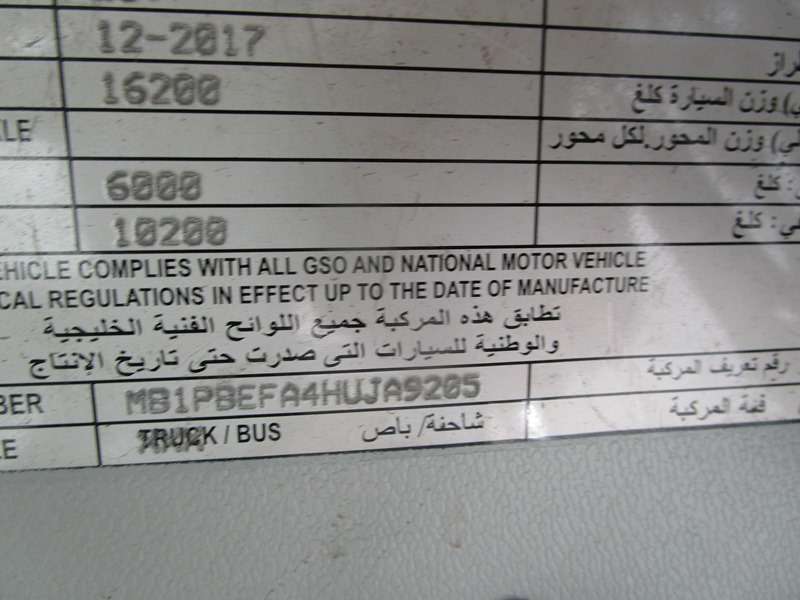 12-2017
16200 (ي) وزن السيارة كلغ
LE لي) وزن المحور.لكل محور
6000 كلغ
10200 لي: كلغ
EHICLE COMPLIES WITH ALL GSO AND NATIONAL MOTOR VEHICLE
CAL REGULATIONS IN EFFECT UP TO THE DATE OF MANUFACTURE
تطابق هذه المركبة جميع اللوائح الفنية الخليجية
والوطنية للسيارات التى صدرت حتى تاريخ الإنتاج
BER MB1PBEFA4HUJA9205 رقم تعريف المركبة
E TRUCK / BUS شاحنة/ باص فئة المركبة